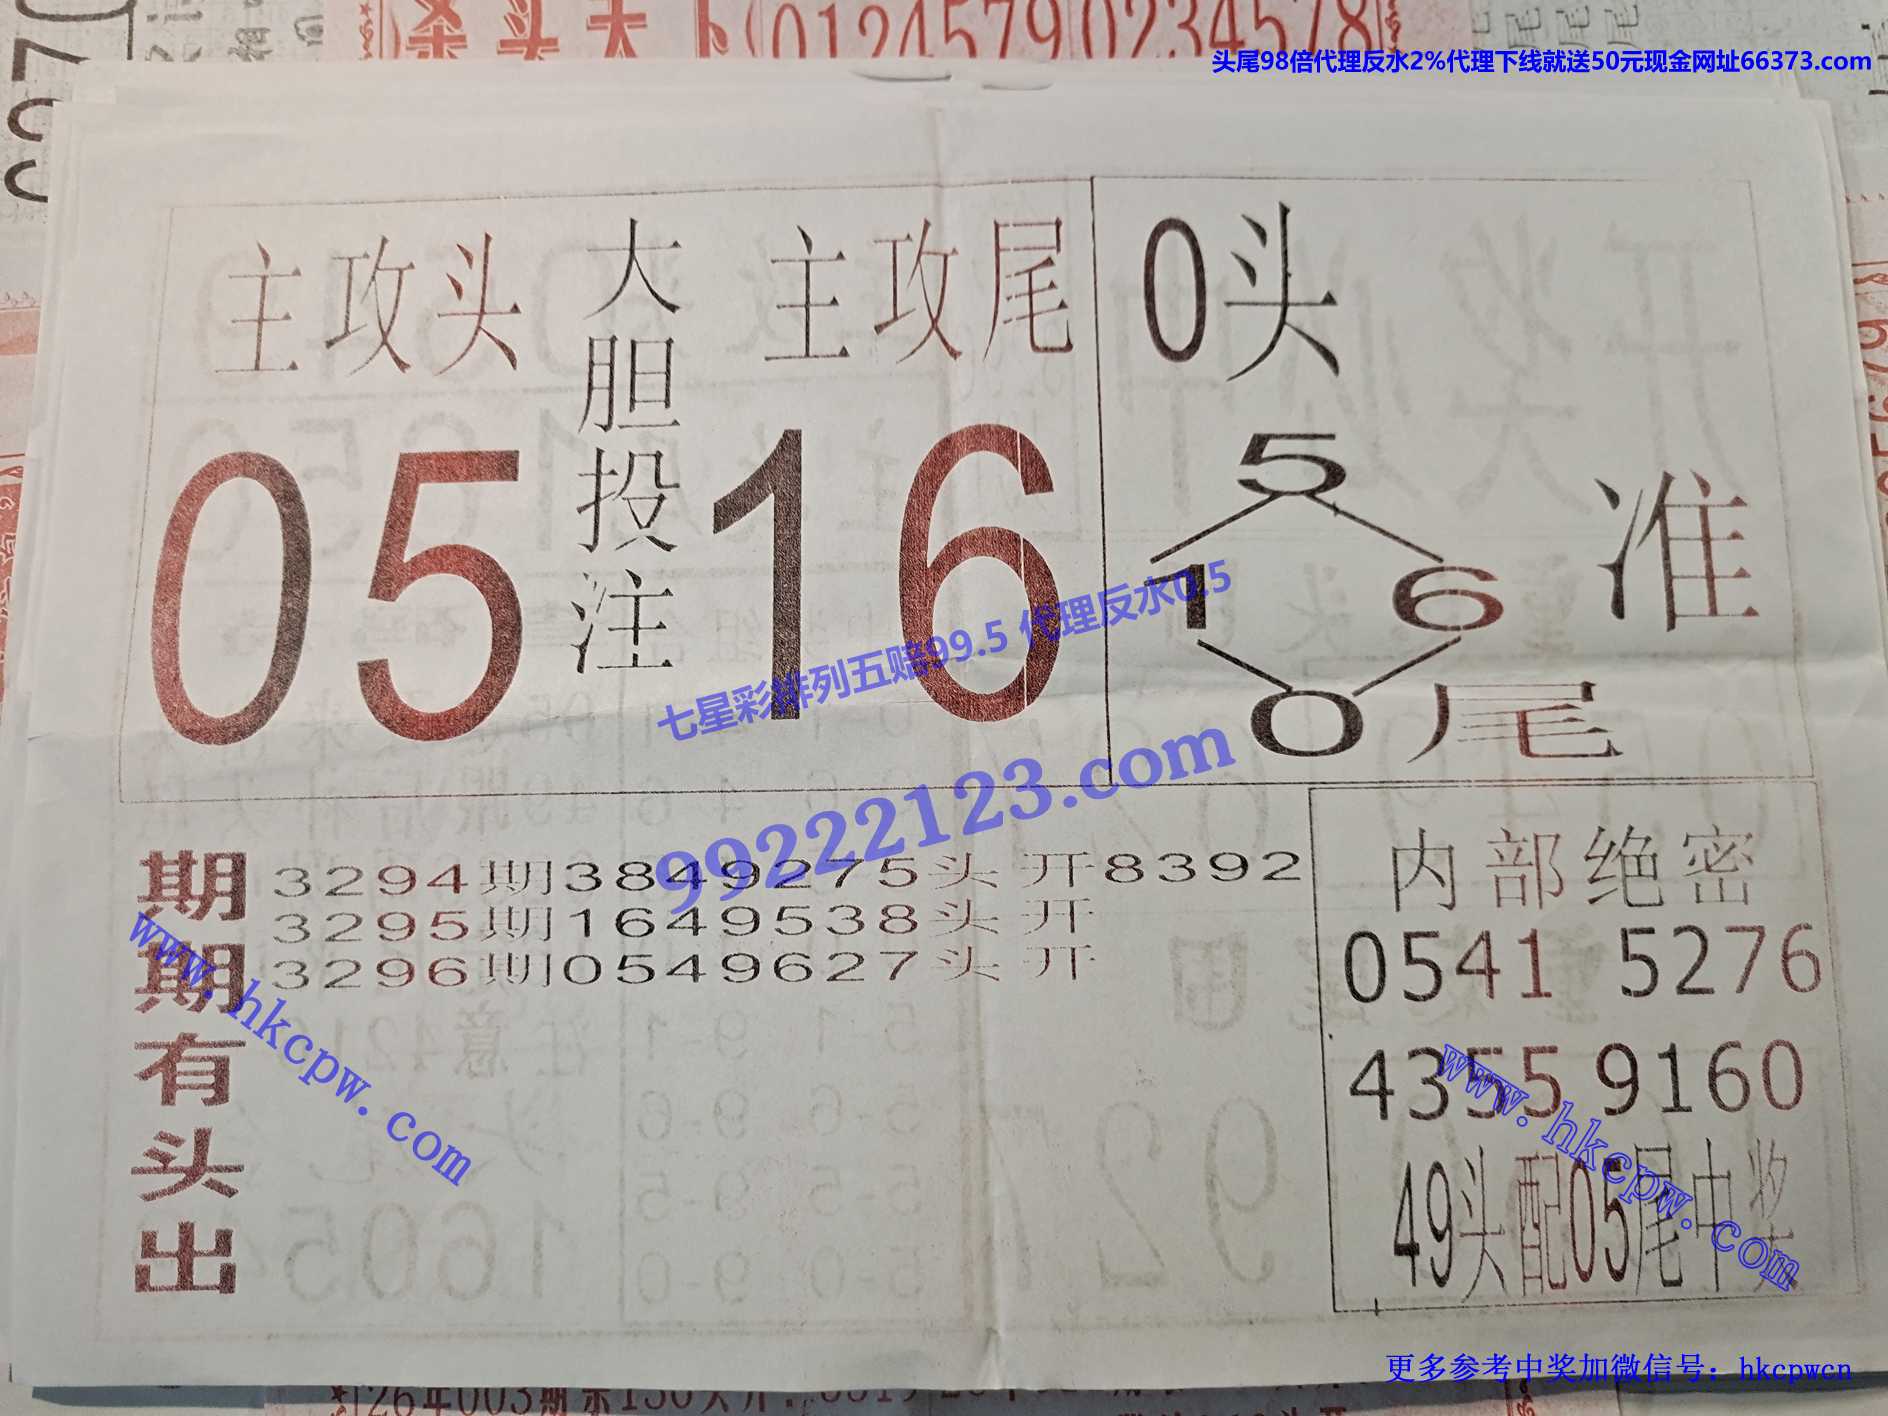 0124579 0234578
头尾98倍代理反水2%代理下线就送50元现金网址66373.com
主攻头
05
大胆投注
主攻尾
16
0头
5
1 6
0尾
准
七星彩排列五赔99.5 代理反水0.5
99222123.com
期期有头出
3294期3849275头开8392
3295期1649538头开
3296期0549627头开
www.hkcpw.com
内部绝密
0541 5276
4355 9160
49头配05尾中奖
www.hkcpw.com
更多参考中奖加微信号：hkcpwcn